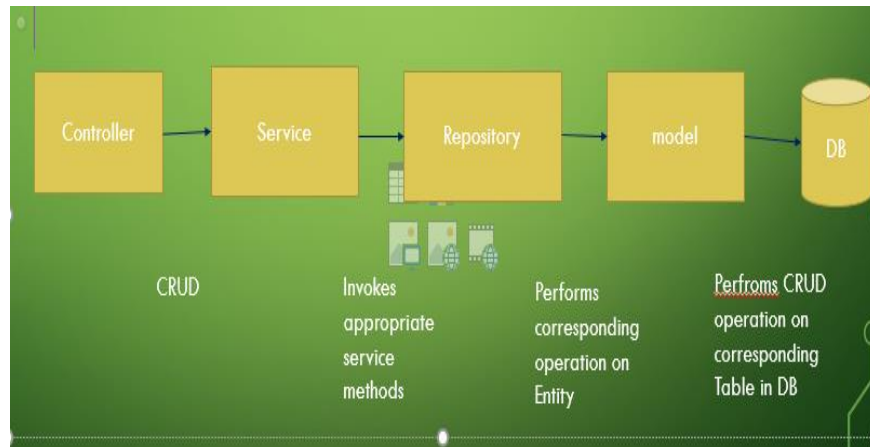 Controller
Service
Repository
model
DB
CRUD
Invokes
appropriate
service
methods
Performs
corresponding
operation on
Entity
Perfroms CRUD
operation on
corresponding
Table in DB